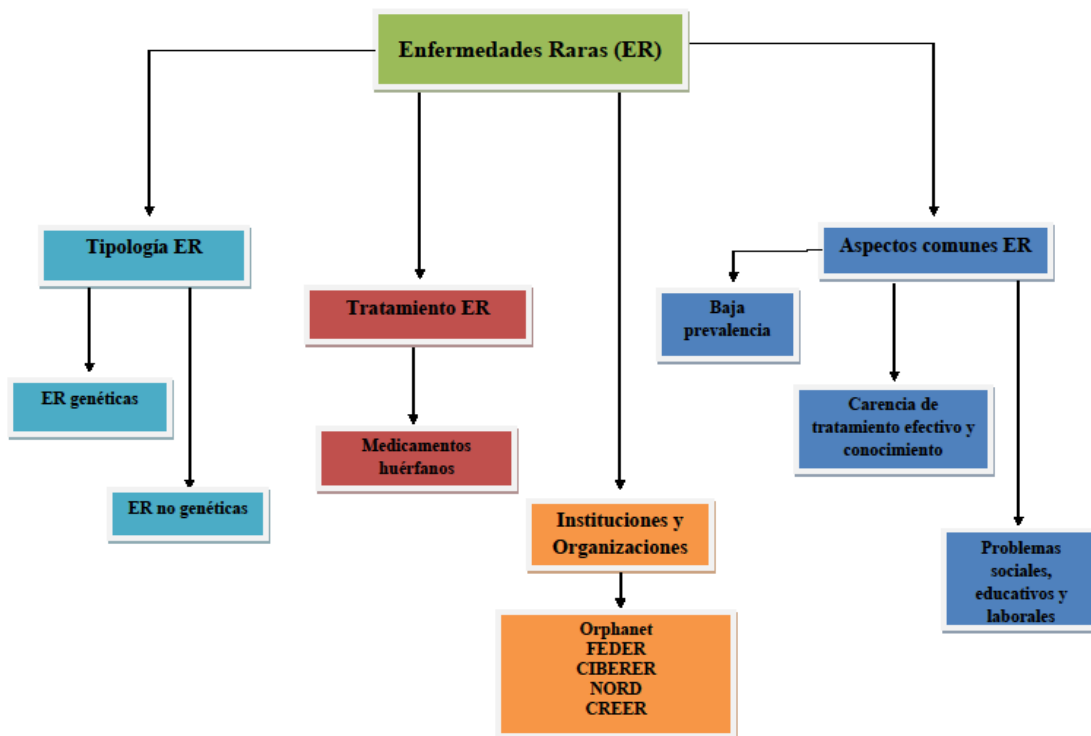 Enfermedades Raras (ER)
Tipología ER
ER genéticas
ER no genéticas
Tratamiento ER
Medicamentos
huérfanos
Instituciones y
Organizaciones
Orphanet
FEDER
CIBERER
NORD
CREER
Aspectos comunes ER
Baja
prevalencia
Carencia de
tratamiento efectivo y
conocimiento
Problemas
sociales,
educativos y
laborales